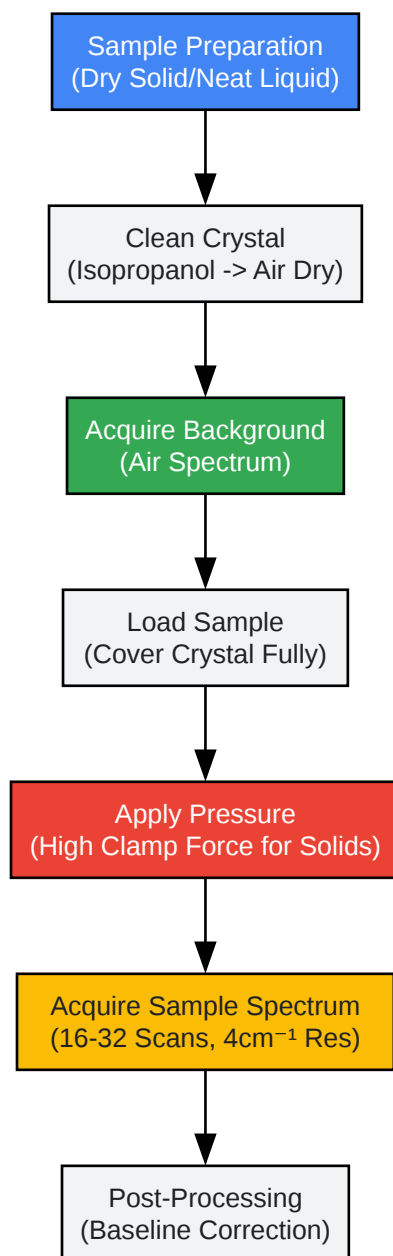 Sample Preparation
(Dry Solid/Neat Liquid)
Clean Crystal
(Isopropanol -> Air Dry)
Acquire Background
(Air Spectrum)
Load Sample
(Cover Crystal Fully)
Apply Pressure
(High Clamp Force for Solids)
Acquire Sample Spectrum
(16-32 Scans, 4cm⁻¹ Res)
Post-Processing
(Baseline Correction)